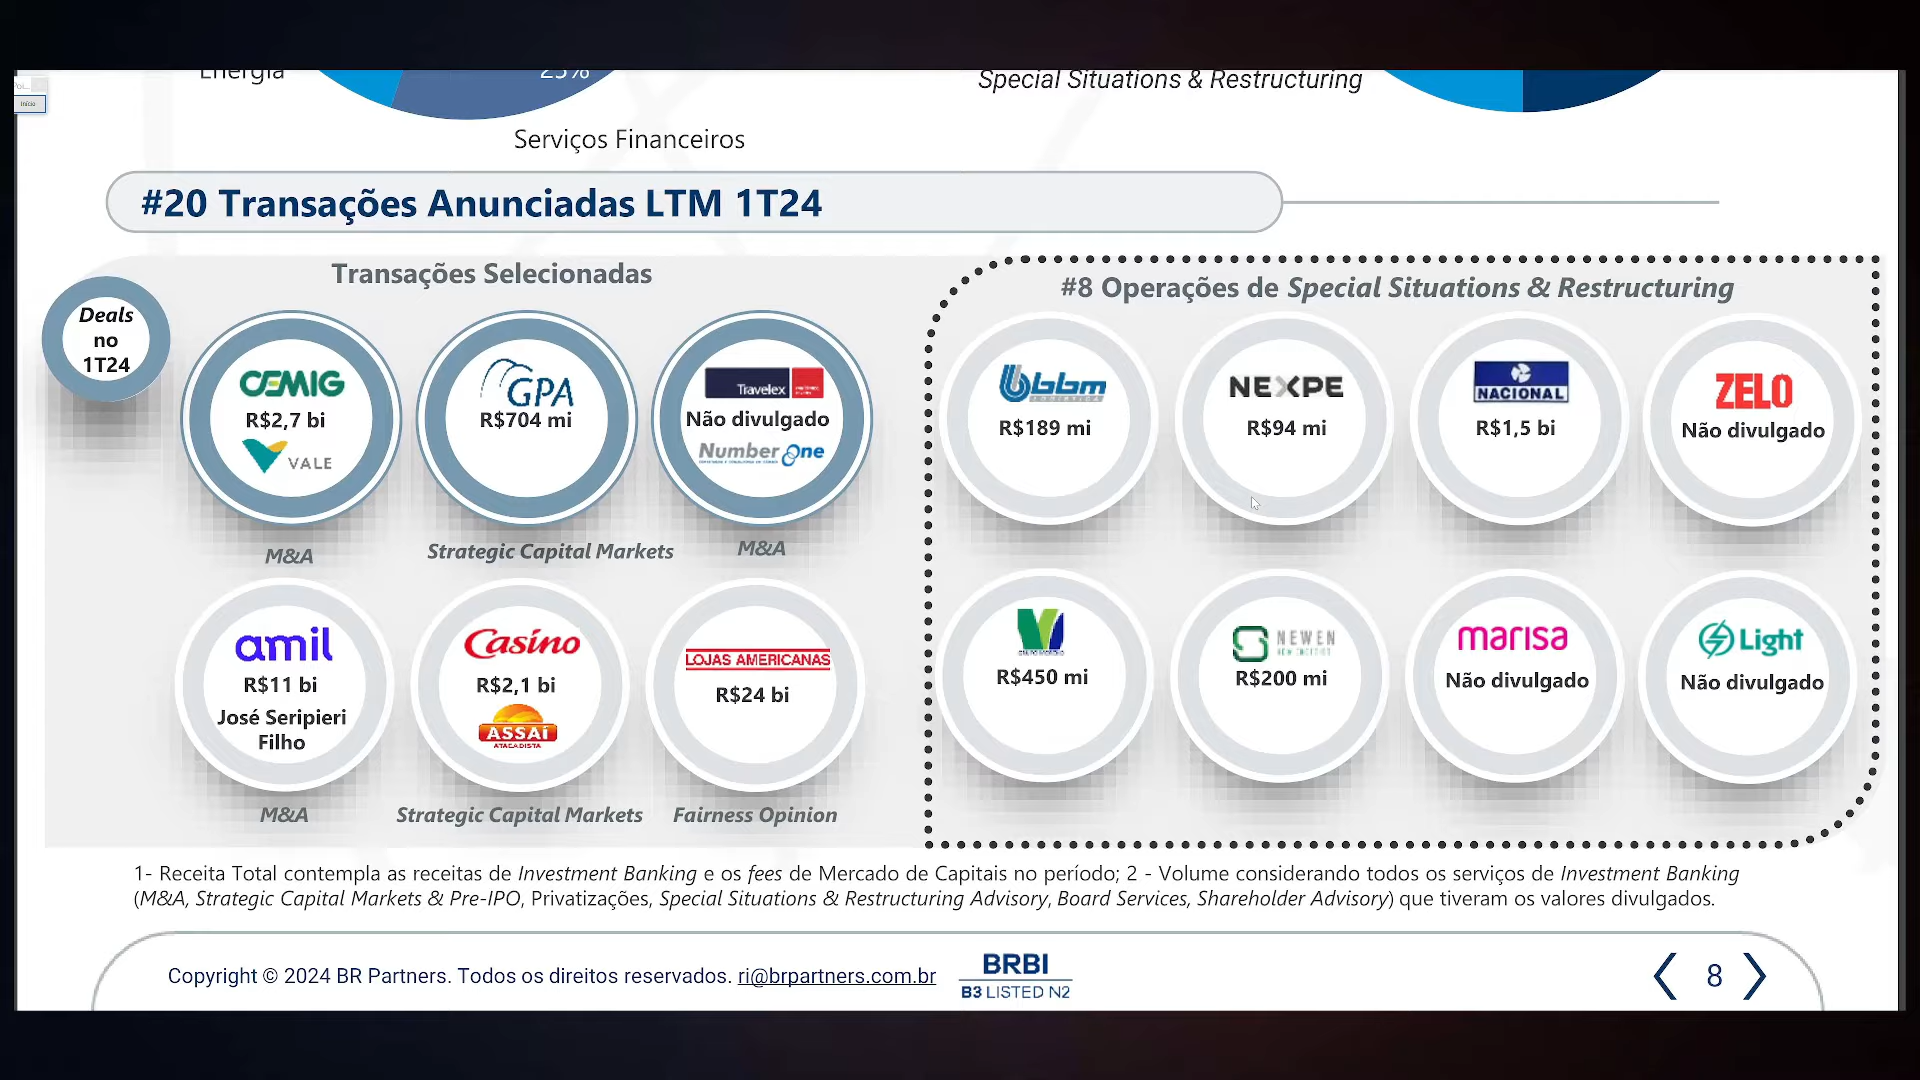 Energia
25%
Special Situations & Restructuring
Início
Serviços Financeiros
#20 Transações Anunciadas LTM 1T24
Transações Selecionadas
#8 Operações de Special Situations & Restructuring
Deals
no
1T24
CEMIG
R$2,7 bi
VALE
M&A
GPA
R$704 mi
Strategic Capital Markets
Travelex
Não divulgado
Number One
M&A
bbm
R$189 mi
NEXPE
R$94 mi
NACIONAL
R$1,5 bi
ZELO
Não divulgado
amil
R$11 bi
José Seripieri
Filho
M&A
Casino
R$2,1 bi
ASSAÍ
ATACADISTA
Strategic Capital Markets
LOJAS AMERICANAS
R$24 bi
Fairness Opinion
R$450 mi
NEWEN
R$200 mi
marisa
Não divulgado
Light
Não divulgado
1- Receita Total contempla as receitas de Investment Banking e os fees de Mercado de Capitais no período; 2 - Volume considerando todos os serviços de Investment Banking
(M&A, Strategic Capital Markets & Pre-IPO, Privatizações, Special Situations & Restructuring Advisory, Board Services, Shareholder Advisory) que tiveram os valores divulgados.
Copyright © 2024 BR Partners. Todos os direitos reservados. ri@brpartners.com.br
BRBI
B3 LISTED N2
8